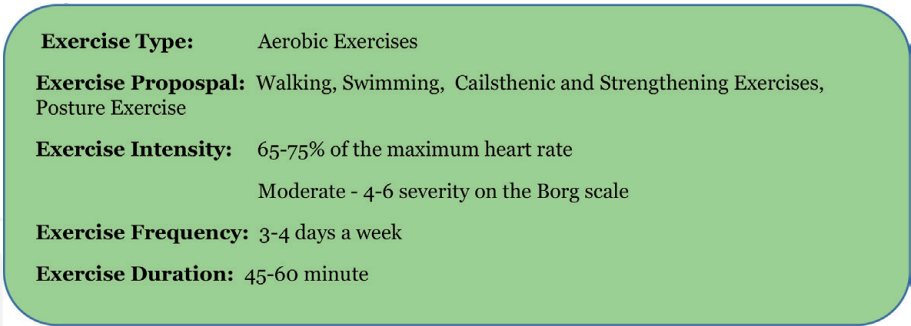 Exercise Type: Aerobic Exercises
Exercise Propospal: Walking, Swimming, Cailsthenic and Strengthening Exercises,
Posture Exercise
Exercise Intensity: 65-75% of the maximum heart rate
Moderate - 4-6 severity on the Borg scale
Exercise Frequency: 3-4 days a week
Exercise Duration: 45-60 minute